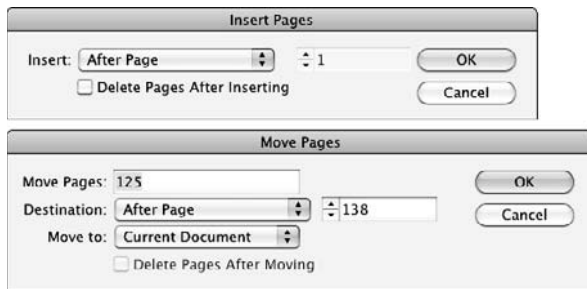 Insert Pages
Insert: After Page 1 OK
Delete Pages After Inserting Cancel
Move Pages
Move Pages: 125 OK
Destination: After Page 138 Cancel
Move to: Current Document
Delete Pages After Moving